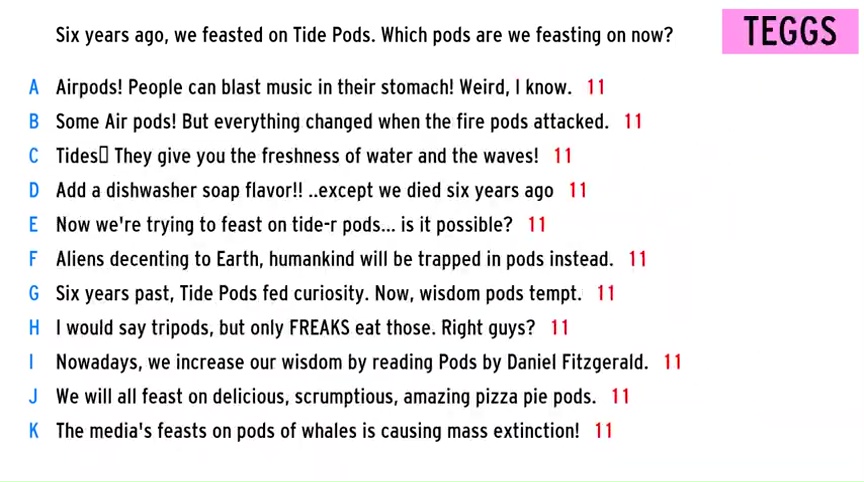 Six years ago, we feasted on Tide Pods. Which pods are we feasting on now?
TEGGS
A Airpods! People can blast music in their stomach! Weird, I know. 11
B Some Air pods! But everything changed when the fire pods attacked. 11
C Tides▯ They give you the freshness of water and the waves! 11
D Add a dishwasher soap flavor!! ..except we died six years ago 11
E Now we're trying to feast on tide-r pods... is it possible? 11
F Aliens decenting to Earth, humankind will be trapped in pods instead. 11
G Six years past, Tide Pods fed curiosity. Now, wisdom pods tempt. 11
H I would say tripods, but only FREAKS eat those. Right guys? 11
I Nowadays, we increase our wisdom by reading Pods by Daniel Fitzgerald. 11
J We will all feast on delicious, scrumptious, amazing pizza pie pods. 11
K The media's feasts on pods of whales is causing mass extinction! 11